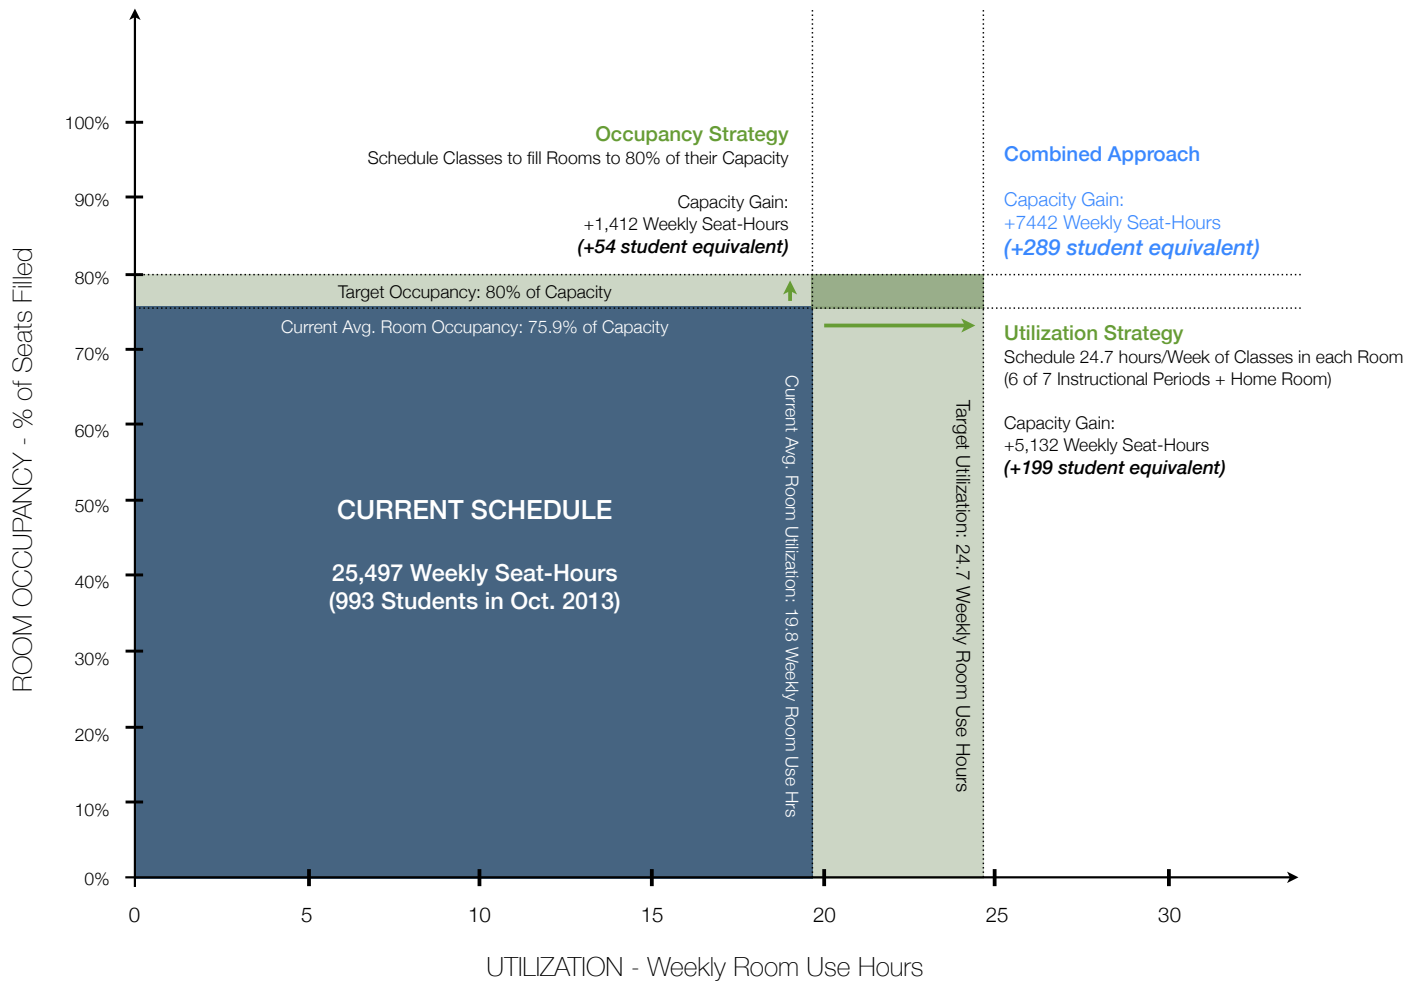 100%
90%
80%
70%
60%
50%
40%
30%
20%
10%
0%
ROOM OCCUPANCY - % of Seats Filled
Occupancy Strategy
Schedule Classes to fill Rooms to 80% of their Capacity
Capacity Gain:
+1,412 Weekly Seat-Hours
(+54 student equivalent)
Combined Approach
Capacity Gain:
+7442 Weekly Seat-Hours
(+289 student equivalent)
Target Occupancy: 80% of Capacity
Current Avg. Room Occupancy: 75.9% of Capacity
Utilization Strategy
Schedule 24.7 hours/Week of Classes in each Room
(6 of 7 Instructional Periods + Home Room)
Capacity Gain:
+5,132 Weekly Seat-Hours
(+199 student equivalent)
CURRENT SCHEDULE
25,497 Weekly Seat-Hours
(993 Students in Oct. 2013)
Current Avg. Room Utilization: 19.8 Weekly Room Use Hrs
Target Utilization: 24.7 Weekly Room Use Hours
0
5
10
15
20
25
30
UTILIZATION - Weekly Room Use Hours